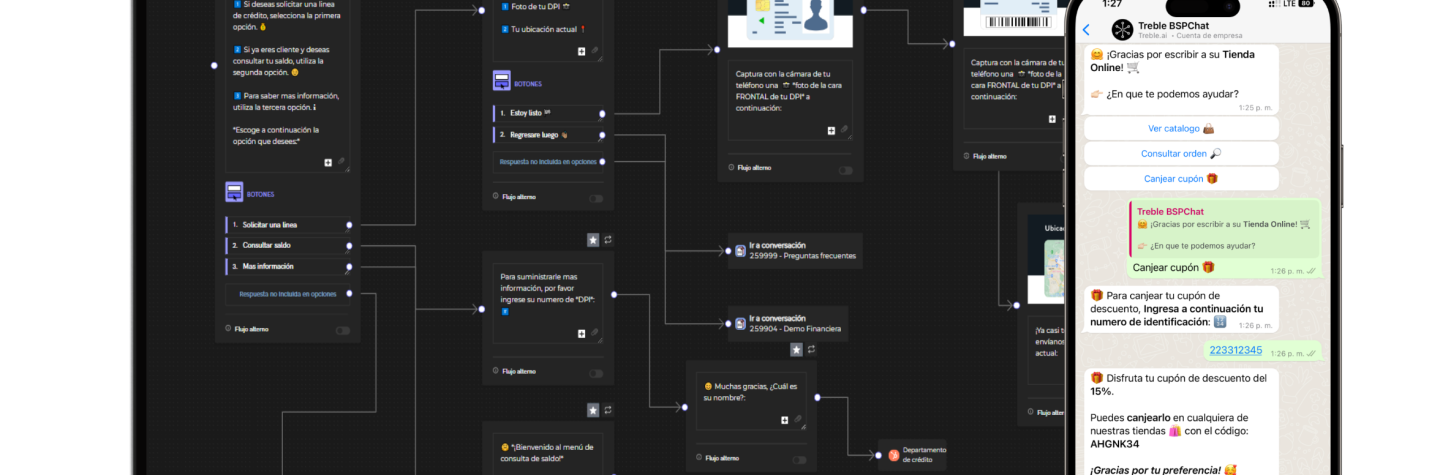 1 Si deseas solicitar una linea
de crédito, selecciona la primera
opción. 💰
2 Si ya eres cliente y deseas
consultar tu saldo, utiliza la
segunda opción. 😊
3 Para saber mas información,
utiliza la tercera opción. ℹ
*Escoge a continuación la
opción que desees:*
BOTONES
1. Solicitar una linea
2. Consultar saldo
3. Mas información
Respuesta no incluida en opciones
Flujo alterno
1 Foto de tu DPI
2 Tu ubicación actual
BOTONES
1. Estoy listo
2. Regresare luego 👋
Respuesta no incluida en opciones
Flujo alterno
Para suministrarle mas
información, por favor
ingrese su numero de *DPI*:
Flujo alterno
*¡Bienvenido al menú de
consulta de saldo!*
Captura con la cámara de tu
teléfono una *foto de la cara
FRONTAL de tu DPI* a
continuación:
Flujo alterno
Ir a conversación
259999 - Preguntas frecuentes
Ir a conversación
259904 - Demo Financiera
😊 Muchas gracias, ¿Cuál es
su nombre?:
Flujo alterno
Departamento
de crédito
Captura con la cámara de tu
teléfono una *foto de la
cara FRONTAL de tu DPI* a
continuación:
Flujo alterno
Ubica
¡Ya casi t
envíanos
actual:
Flujo alter
1:27
LTE 80
Treble BSPChat
Treble.ai • Cuenta de empresa
🤗 ¡Gracias por escribir a su Tienda
Online! 🛒
👉🏻 ¿En que te podemos ayudar?
1:25 p. m.
Ver catalogo 👜
Consultar orden 🔎
Canjear cupón 🎁
Treble BSPChat
🤗 ¡Gracias por escribir a su Tienda Online! 🛒
👉🏻 ¿En que te podemos ayudar?
Canjear cupón 🎁
1:26 p. m.
🎁 Para canjear tu cupón de
descuento, Ingresa a continuación tu
numero de identificación: 🔢
1:26 p. m.
223312345
1:26 p. m.
🎁 Disfruta tu cupón de descuento del
15%.
Puedes canjearlo en cualquiera de
nuestras tiendas 🛍️ con el código:
AHGNK34
¡Gracias por tu preferencia! 🥰